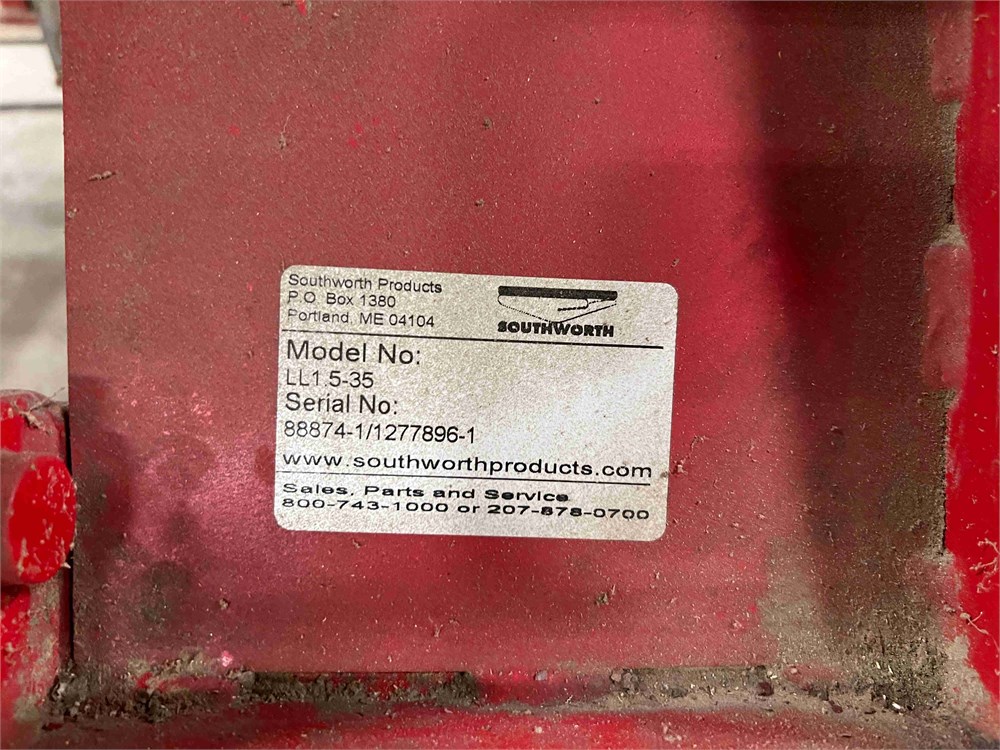 Southworth Products
P.O. Box 1380
Portland, ME 04104
SOUTHWORTH
Model No:
LL1.5-35
Serial No:
88874-1/1277896-1
www.southworthproducts.com
Sales, Parts and Service
800-743-1000 or 207-878-0700